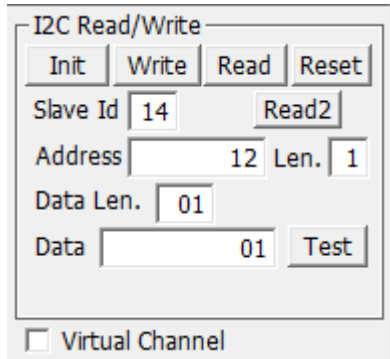 I2C Read/Write
Init Write Read Reset
Slave Id 14 Read2
Address 12 Len. 1
Data Len. 01
Data 01 Test
Virtual Channel